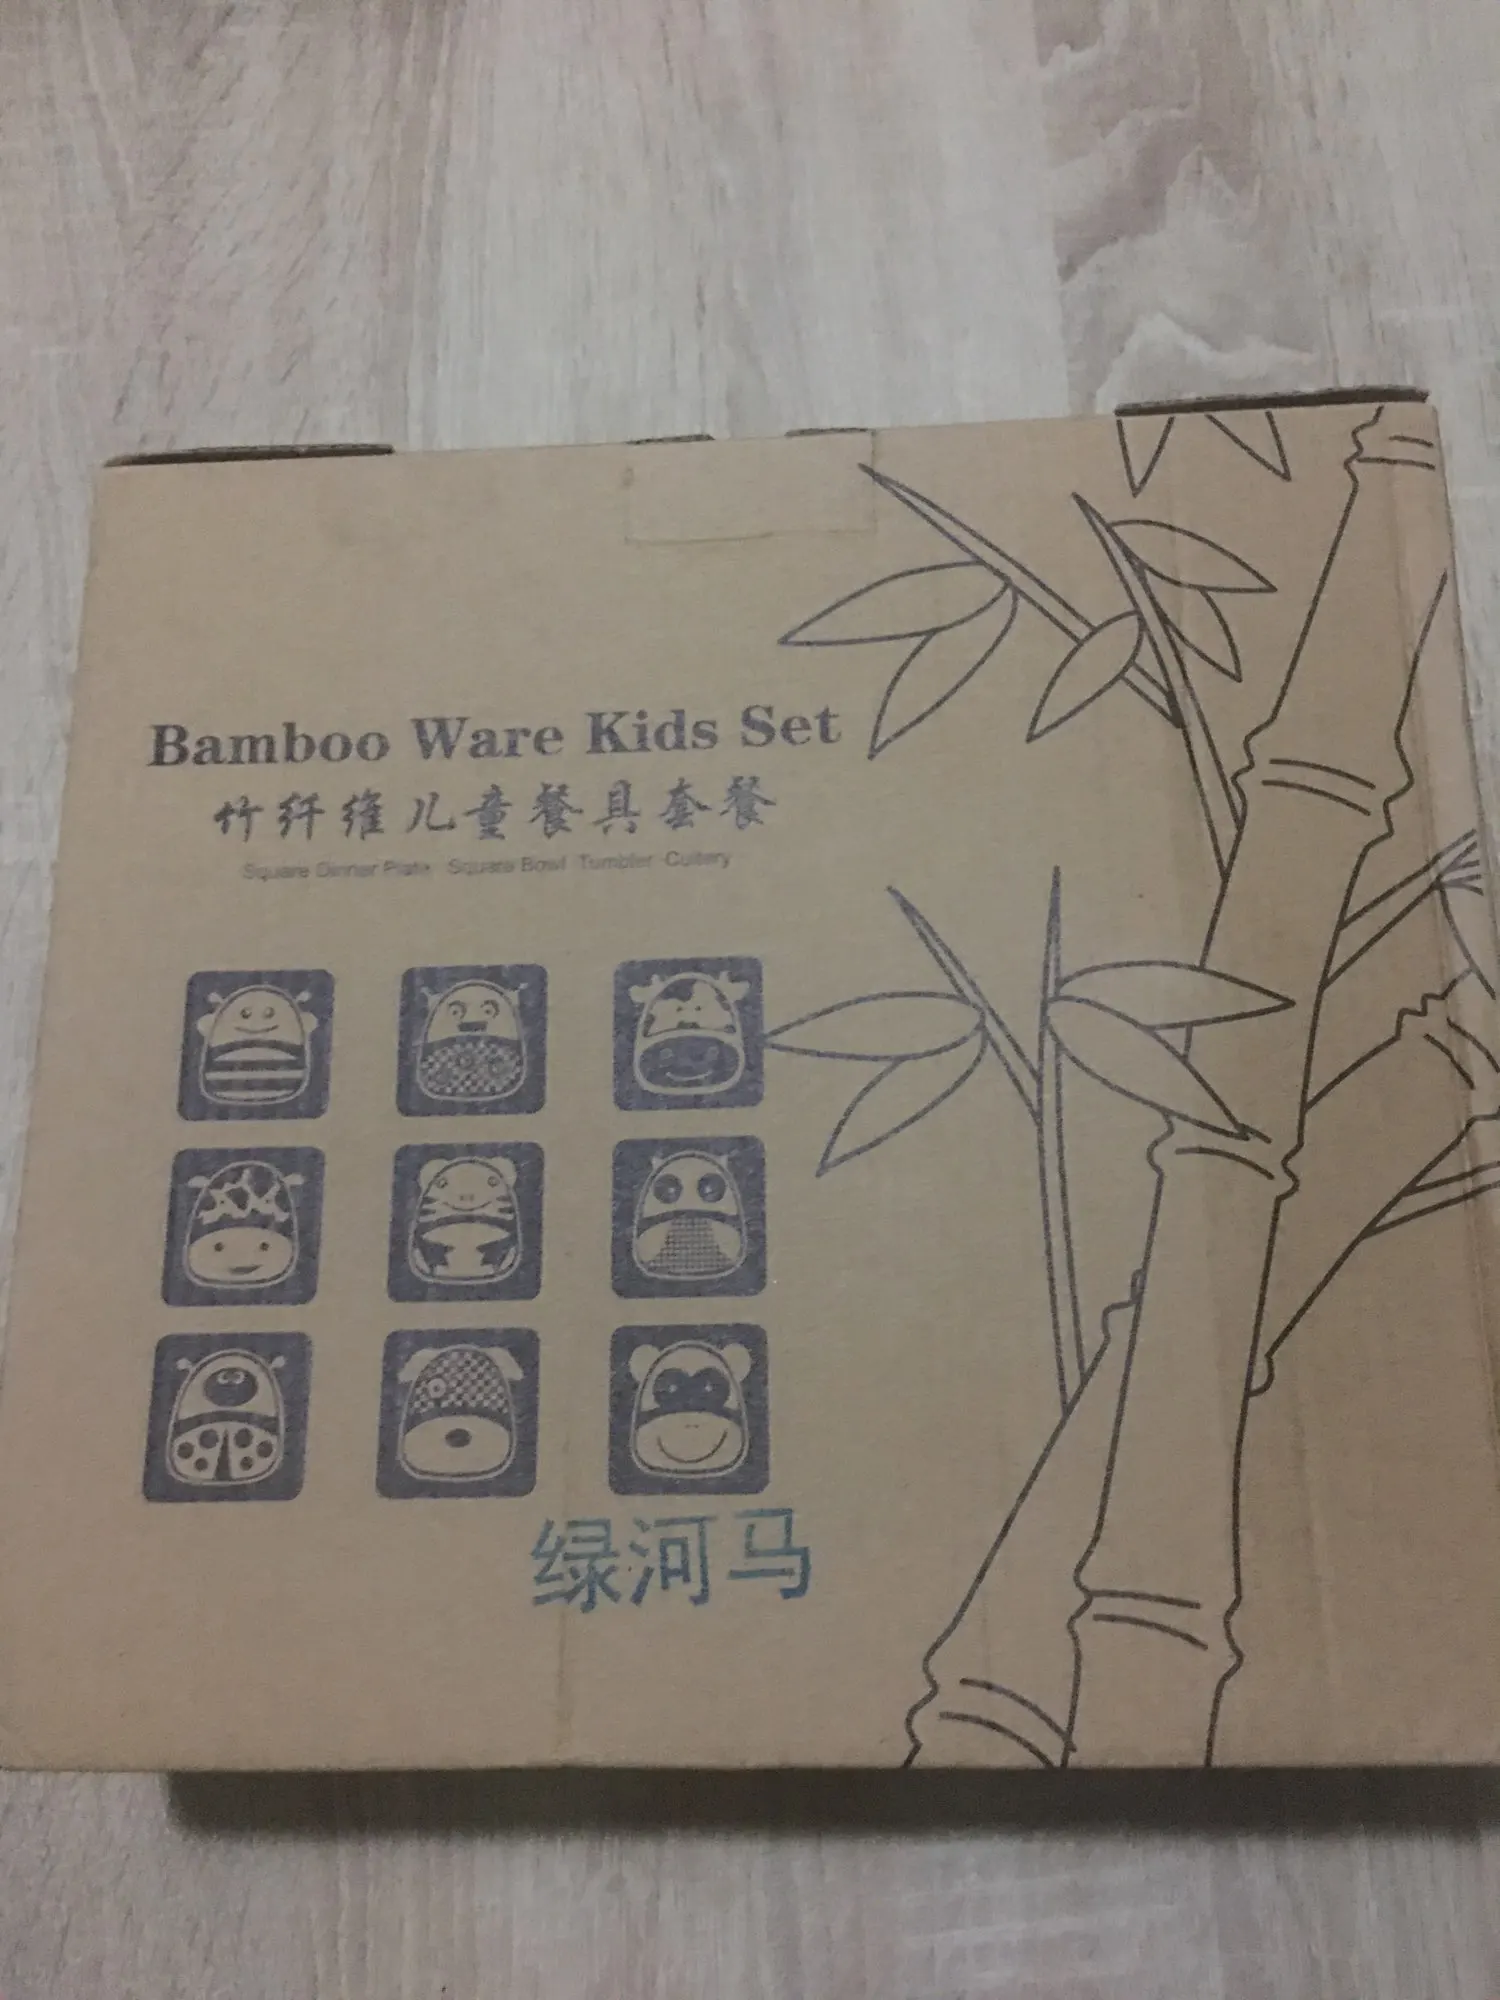 Bamboo Ware Kids Set
竹纤维儿童餐具套餐
Square Dinner Plate Square Bowl Tumbler Cutlery
绿河马